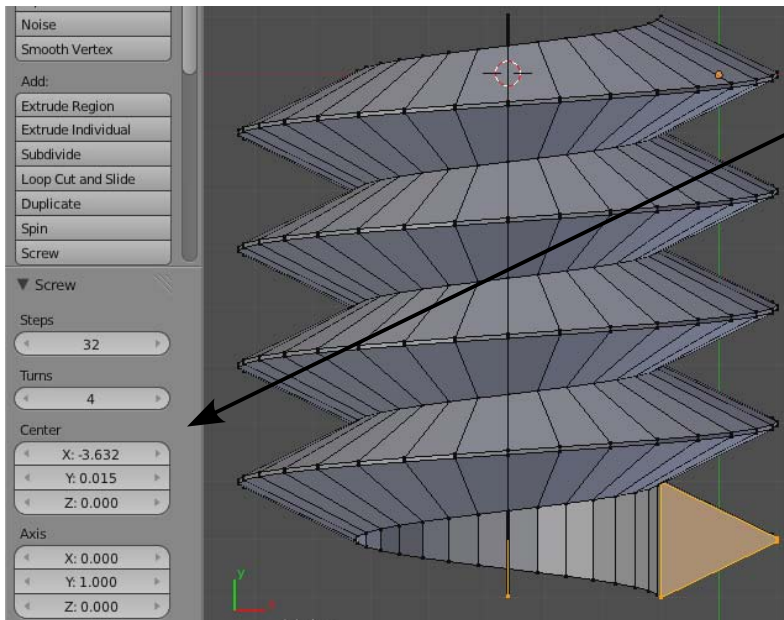 Noise
Smooth Vertex
Add:
Extrude Region
Extrude Individual
Subdivide
Loop Cut and Slide
Duplicate
Spin
Screw
Screw
Steps
32
Turns
4
Center
X: -3.632
Y: 0.015
Z: 0.000
Axis
X: 0.000
Y: 1.000
Z: 0.000
y
x